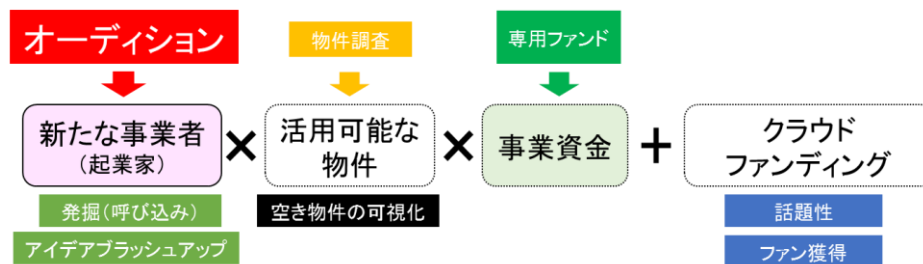 オーディション
物件調査
専用ファンド
新たな事業者
(起業家)
×
活用可能な
物件
×
事業資金
+
クラウド
ファンディング
発掘(呼び込み)
アイデアブラッシュアップ
空き物件の可視化
話題性
ファン獲得